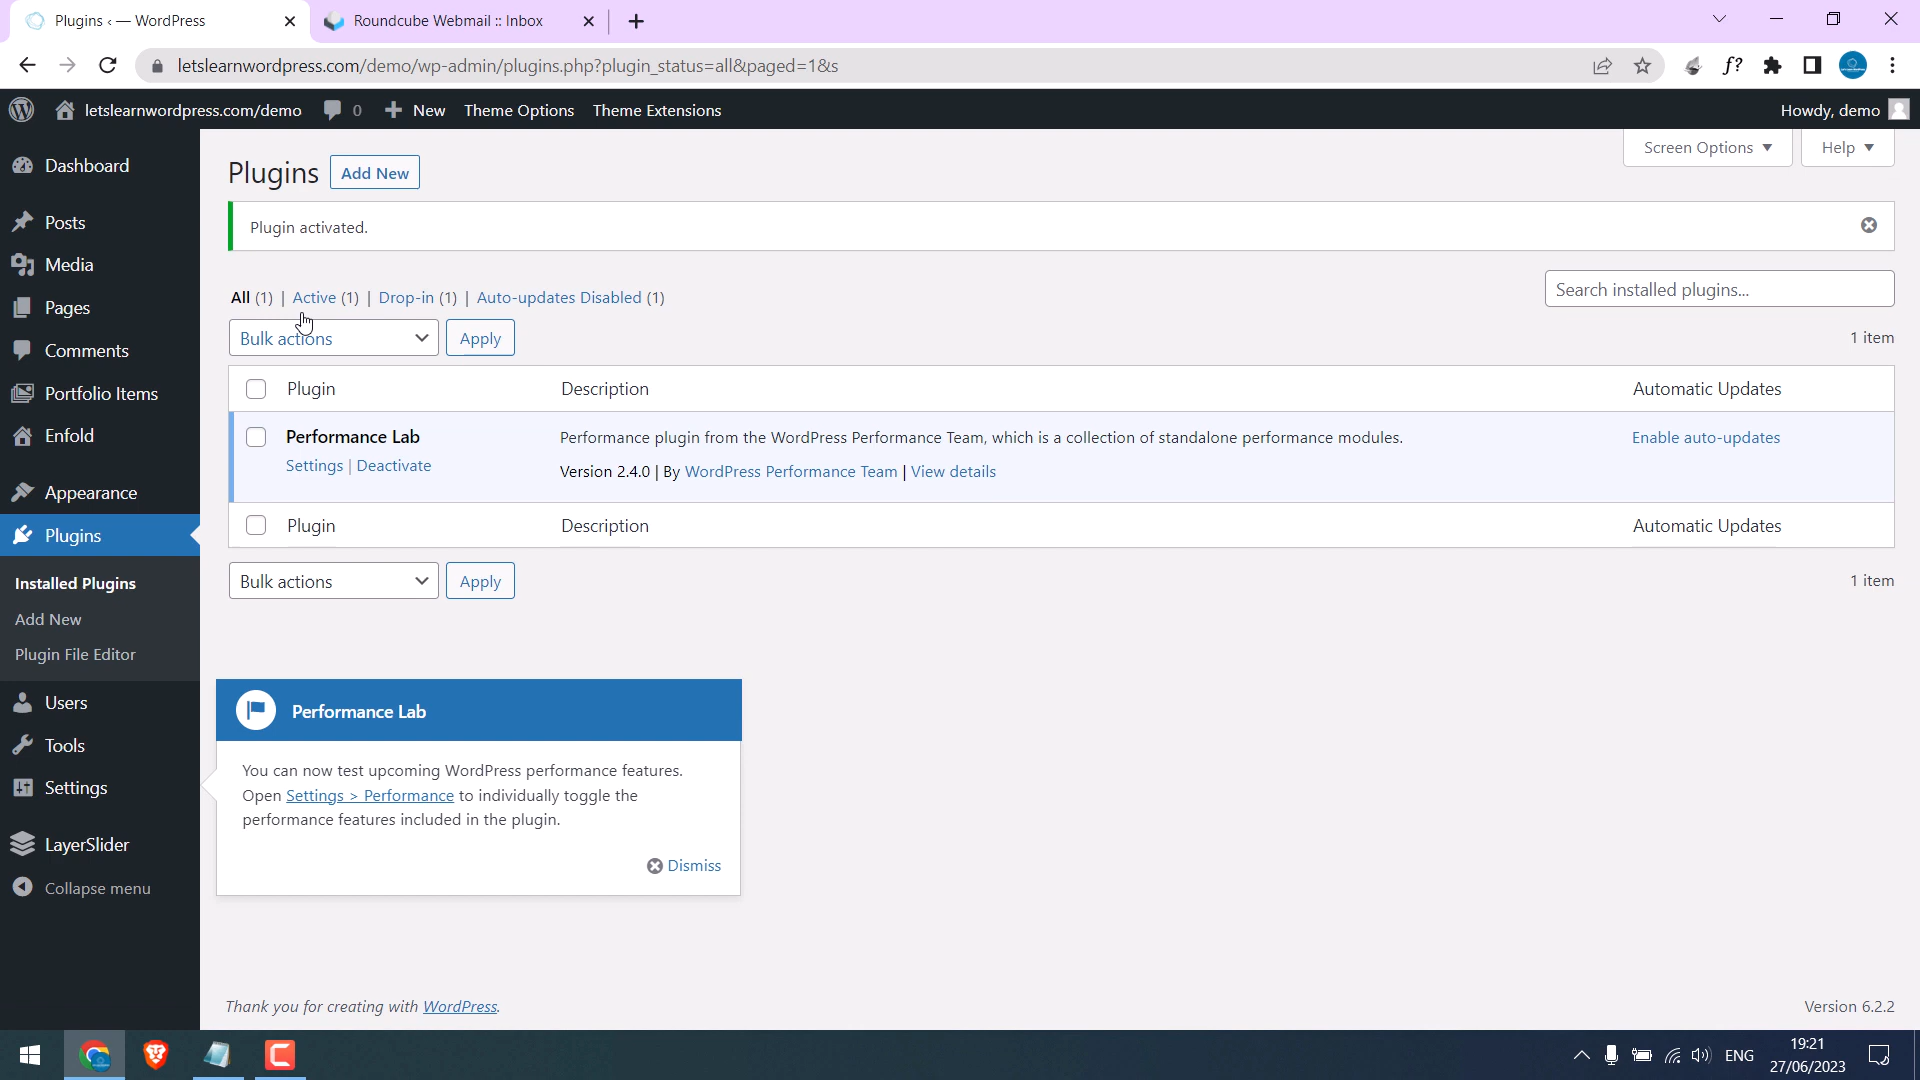 Plugins ‹ — WordPress
Roundcube Webmail :: Inbox
letslearnwordpress.com/demo/wp-admin/plugins.php?plugin_status=all&paged=1&s
f?
letslearnwordpress.com/demo 0 New Theme Options Theme Extensions
Howdy, demo
Dashboard
Posts
Media
Pages
Comments
Portfolio Items
Enfold
Appearance
Plugins
Installed Plugins
Add New
Plugin File Editor
Users
Tools
Settings
LayerSlider
Collapse menu
Screen Options Help
Plugins Add New
Plugin activated.
All (1) | Active (1) | Drop-in (1) | Auto-updates Disabled (1)
Search installed plugins...
Bulk actions Apply
1 item
Plugin Description Automatic Updates
Performance Lab Performance plugin from the WordPress Performance Team, which is a collection of standalone performance modules. Enable auto-updates
Settings | Deactivate Version 2.4.0 | By WordPress Performance Team | View details
Plugin Description Automatic Updates
Bulk actions Apply
1 item
Performance Lab
You can now test upcoming WordPress performance features.
Open Settings > Performance to individually toggle the
performance features included in the plugin.
Dismiss
Thank you for creating with WordPress.
Version 6.2.2
ENG
19:21
27/06/2023